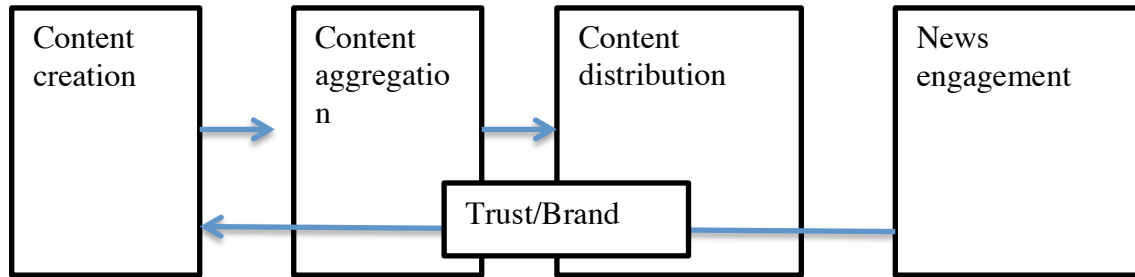 Content
creation
Content
aggregatio
n
Content
distribution
News
engagement
Trust/Brand